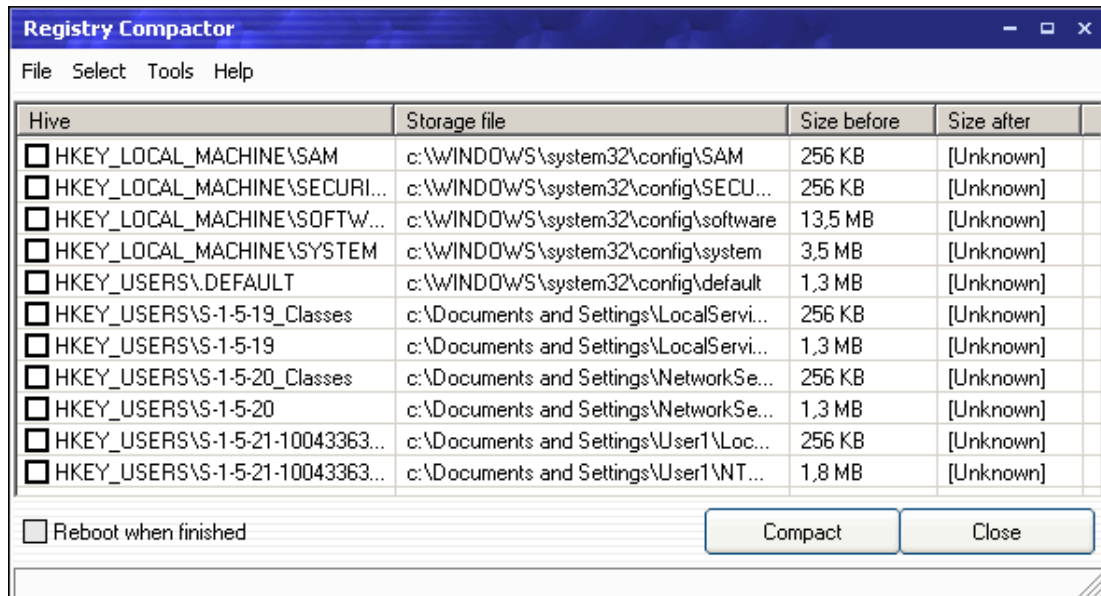 Registry Compactor
File Select Tools Help
Hive Storage file Size before Size after
HKEY_LOCAL_MACHINE\SAM c:\WINDOWS\system32\config\SAM 256 KB [Unknown]
HKEY_LOCAL_MACHINE\SECURI... c:\WINDOWS\system32\config\SECU... 256 KB [Unknown]
HKEY_LOCAL_MACHINE\SOFTW... c:\WINDOWS\system32\config\software 13,5 MB [Unknown]
HKEY_LOCAL_MACHINE\SYSTEM c:\WINDOWS\system32\config\system 3,5 MB [Unknown]
HKEY_USERS\.DEFAULT c:\WINDOWS\system32\config\default 1,3 MB [Unknown]
HKEY_USERS\S-1-5-19_Classes c:\Documents and Settings\LocalServi... 256 KB [Unknown]
HKEY_USERS\S-1-5-19 c:\Documents and Settings\LocalServi... 1,3 MB [Unknown]
HKEY_USERS\S-1-5-20_Classes c:\Documents and Settings\NetworkSe... 256 KB [Unknown]
HKEY_USERS\S-1-5-20 c:\Documents and Settings\NetworkSe... 1,3 MB [Unknown]
HKEY_USERS\S-1-5-21-10043363... c:\Documents and Settings\User1\Loc... 256 KB [Unknown]
HKEY_USERS\S-1-5-21-10043363... c:\Documents and Settings\User1\NT... 1,8 MB [Unknown]
Reboot when finished Compact Close